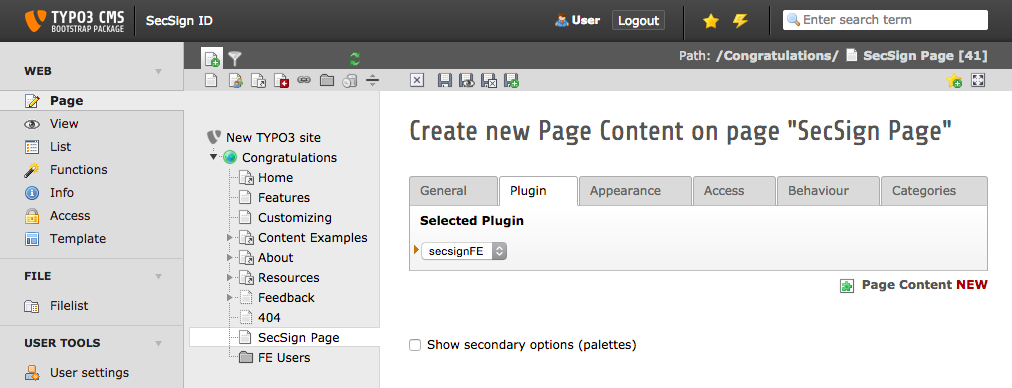 TYPO3 CMS
BOOTSTRAP PACKAGE
SecSign ID
User
Logout
Enter search term
Path: /Congratulations/ SecSign Page [41]
WEB
Page
View
List
Functions
Info
Access
Template
FILE
Filelist
USER TOOLS
User settings
New TYPO3 site
Congratulations
Home
Features
Customizing
Content Examples
About
Resources
Feedback
404
SecSign Page
FE Users
Create new Page Content on page "SecSign Page"
General
Plugin
Appearance
Access
Behaviour
Categories
Selected Plugin
secsignFE
Page Content NEW
Show secondary options (palettes)